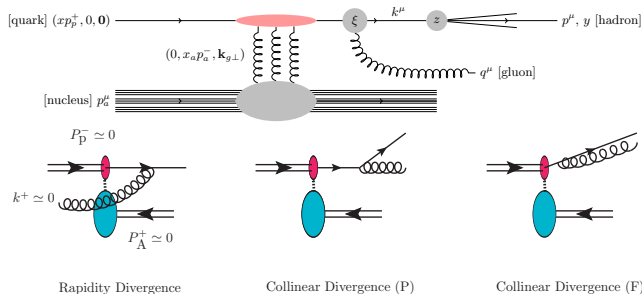 [quark] (xp_p^+, 0, 𝟎)
ξ
k^μ
z
p^μ, y [hadron]
(0, x_a p_a^-, 𝐤_{g⊥})
q^μ [gluon]
[nucleus] p_a^μ
P_p^- ≃ 0
k^+ ≃ 0
P_A^+ ≃ 0
Rapidity Divergence
Collinear Divergence (P)
Collinear Divergence (F)